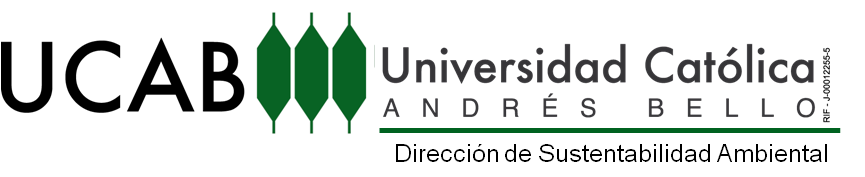 UCAB
Universidad Católica
ANDRÉS BELLO
RIF - J-00012255-5
Dirección de Sustentabilidad Ambiental